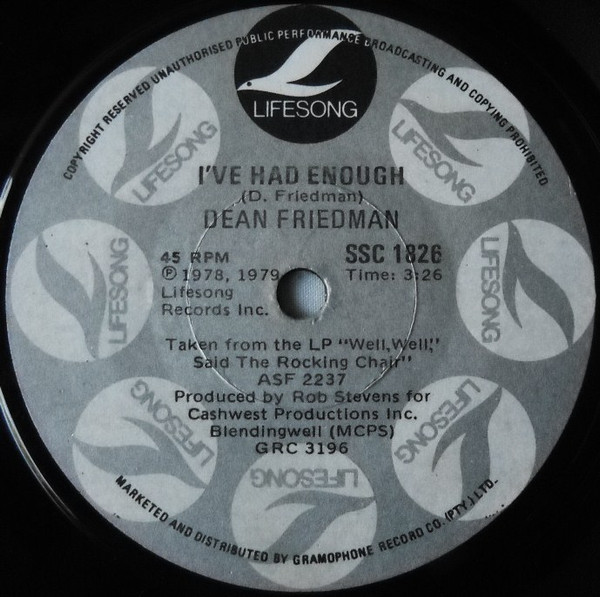 COPYRIGHT RESERVED UNAUTHORISED PUBLIC PERFORMANCE BROADCASTING AND COPYING PROHIBITED
LIFESONG
LIFESONG
LIFESONG
I'VE HAD ENOUGH
(D. Friedman)
DEAN FRIEDMAN
45 RPM
SSC 1826
℗ 1978, 1979
Time: 3:26
Lifesong
Records Inc.
LIFESONG
LIFESONG
Taken from the LP "Well, Well,"
Said The Rocking Chair"
ASF 2237
Produced by Rob Stevens for
Cashwest Productions Inc.
Blendingwell (MCPS)
GRC 3196
LIFESONG
LIFESONG
LIFESONG
MARKETED AND DISTRIBUTED BY GRAMOPHONE RECORD CO. (PTY.) LTD.